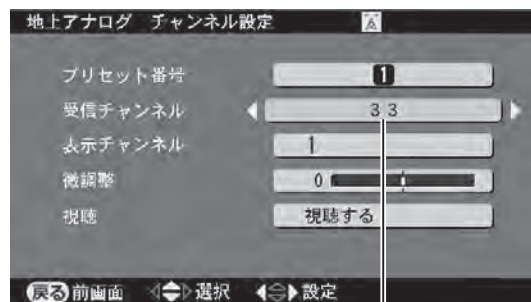 地上アナログ チャンネル設定 A
プリセット番号 1
受信チャンネル 33
表示チャンネル 1
微調整 0
視聴 視聴する
戻る 前画面 選択 設定